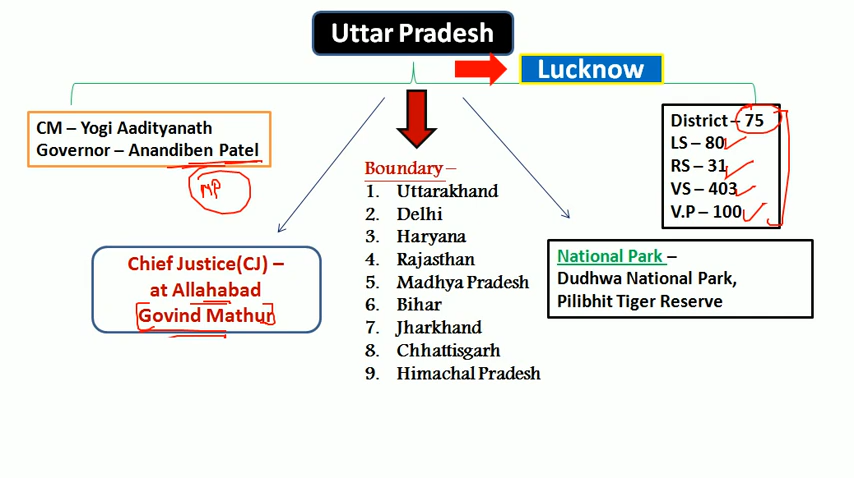 Uttar Pradesh
Lucknow
CM – Yogi Aadityanath
Governor – Anandiben Patel
MP
District – 75
LS – 80
RS – 31
VS – 403
V.P – 100
Boundary –
1. Uttarakhand
2. Delhi
3. Haryana
4. Rajasthan
5. Madhya Pradesh
6. Bihar
7. Jharkhand
8. Chhattisgarh
9. Himachal Pradesh
Chief Justice(CJ) –
at Allahabad
Govind Mathur
National Park –
Dudhwa National Park,
Pilibhit Tiger Reserve